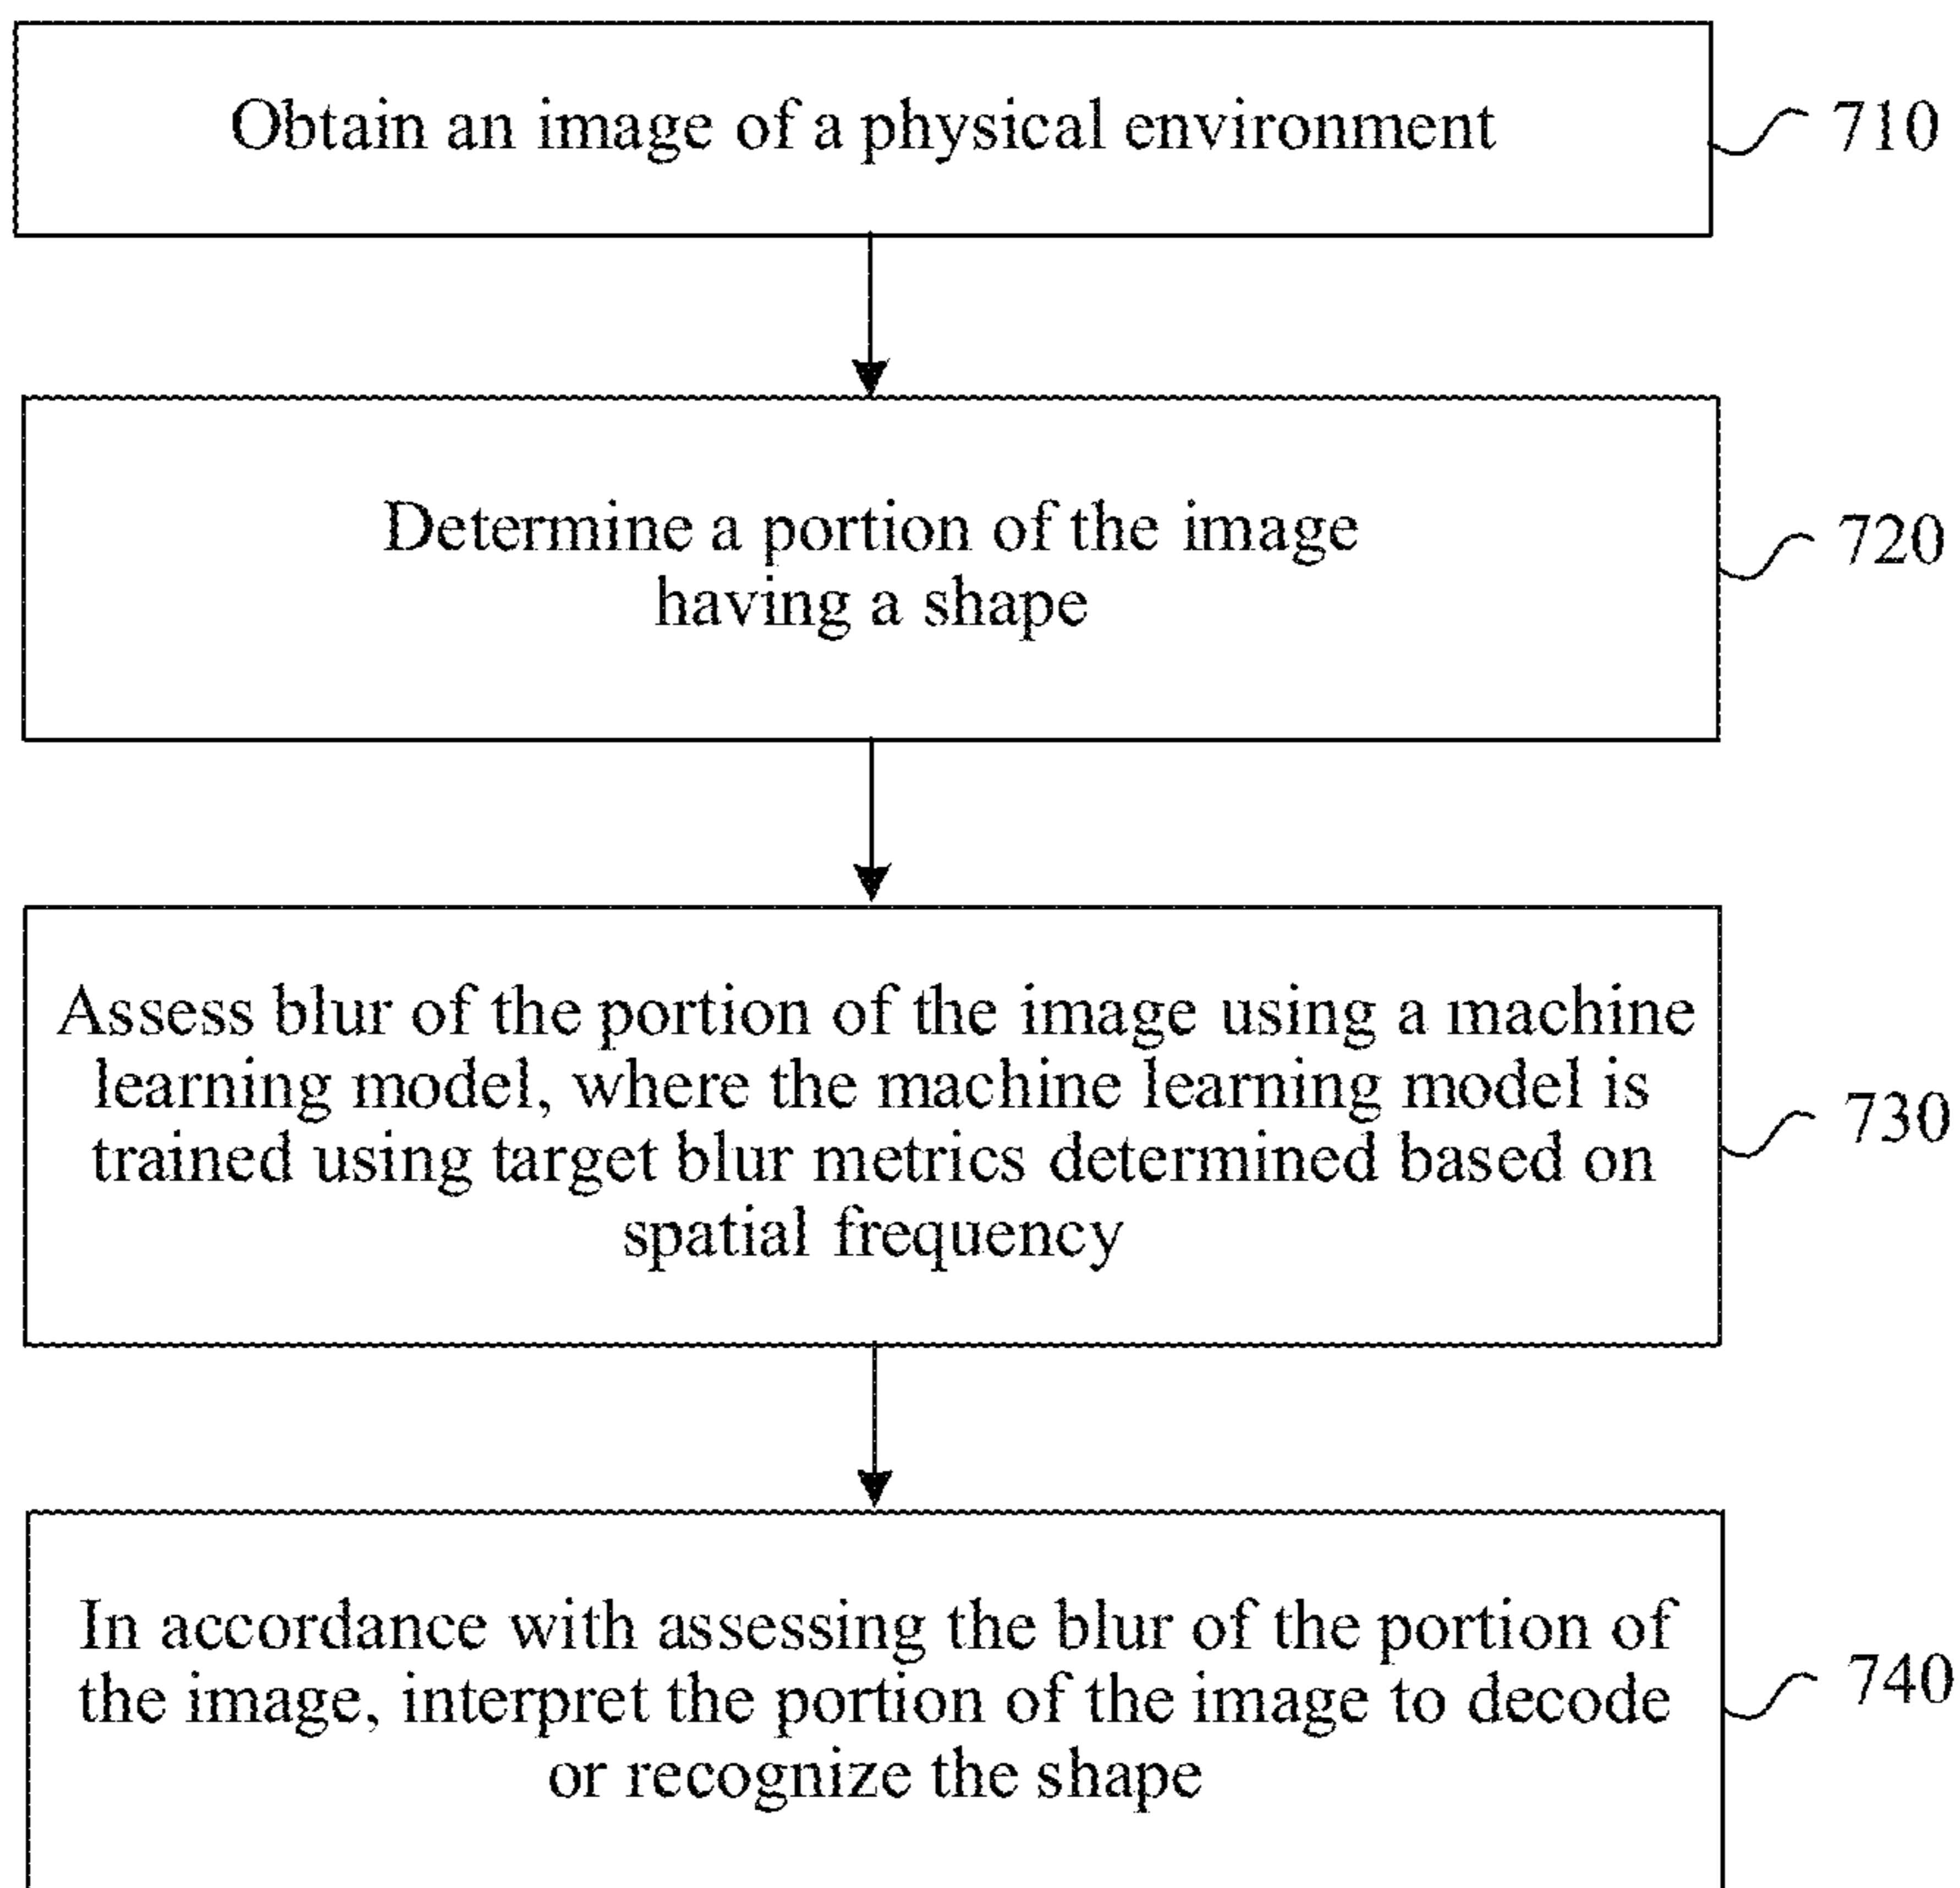 Obtain an image of a physical environment
710
Determine a portion of the image
having a shape
720
Assess blur of the portion of the image using a machine
learning model, where the machine learning model is
trained using target blur metrics determined based on
spatial frequency
730
In accordance with assessing the blur of the portion of
the image, interpret the portion of the image to decode
or recognize the shape
740